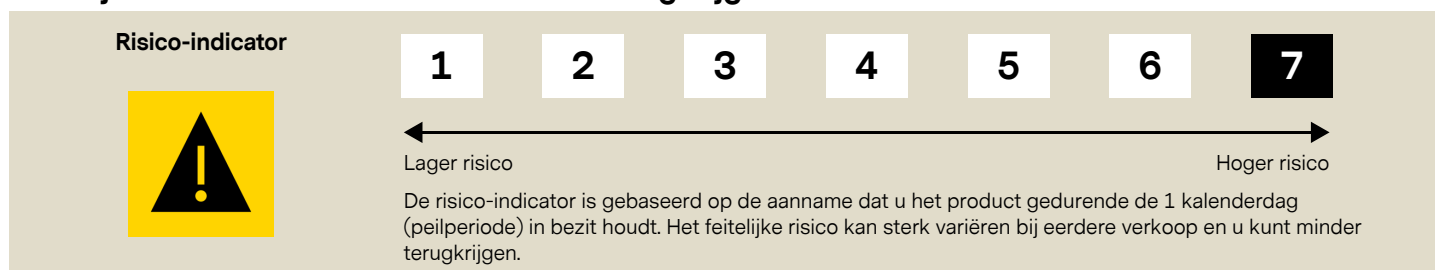 Risico-indicator
1 2 3 4 5 6 7
Lager risico Hoger risico
De risico-indicator is gebaseerd op de aanname dat u het product gedurende de 1 kalenderdag
(peilperiode) in bezit houdt. Het feitelijke risico kan sterk variëren bij eerdere verkoop en u kunt minder
terugkrijgen.